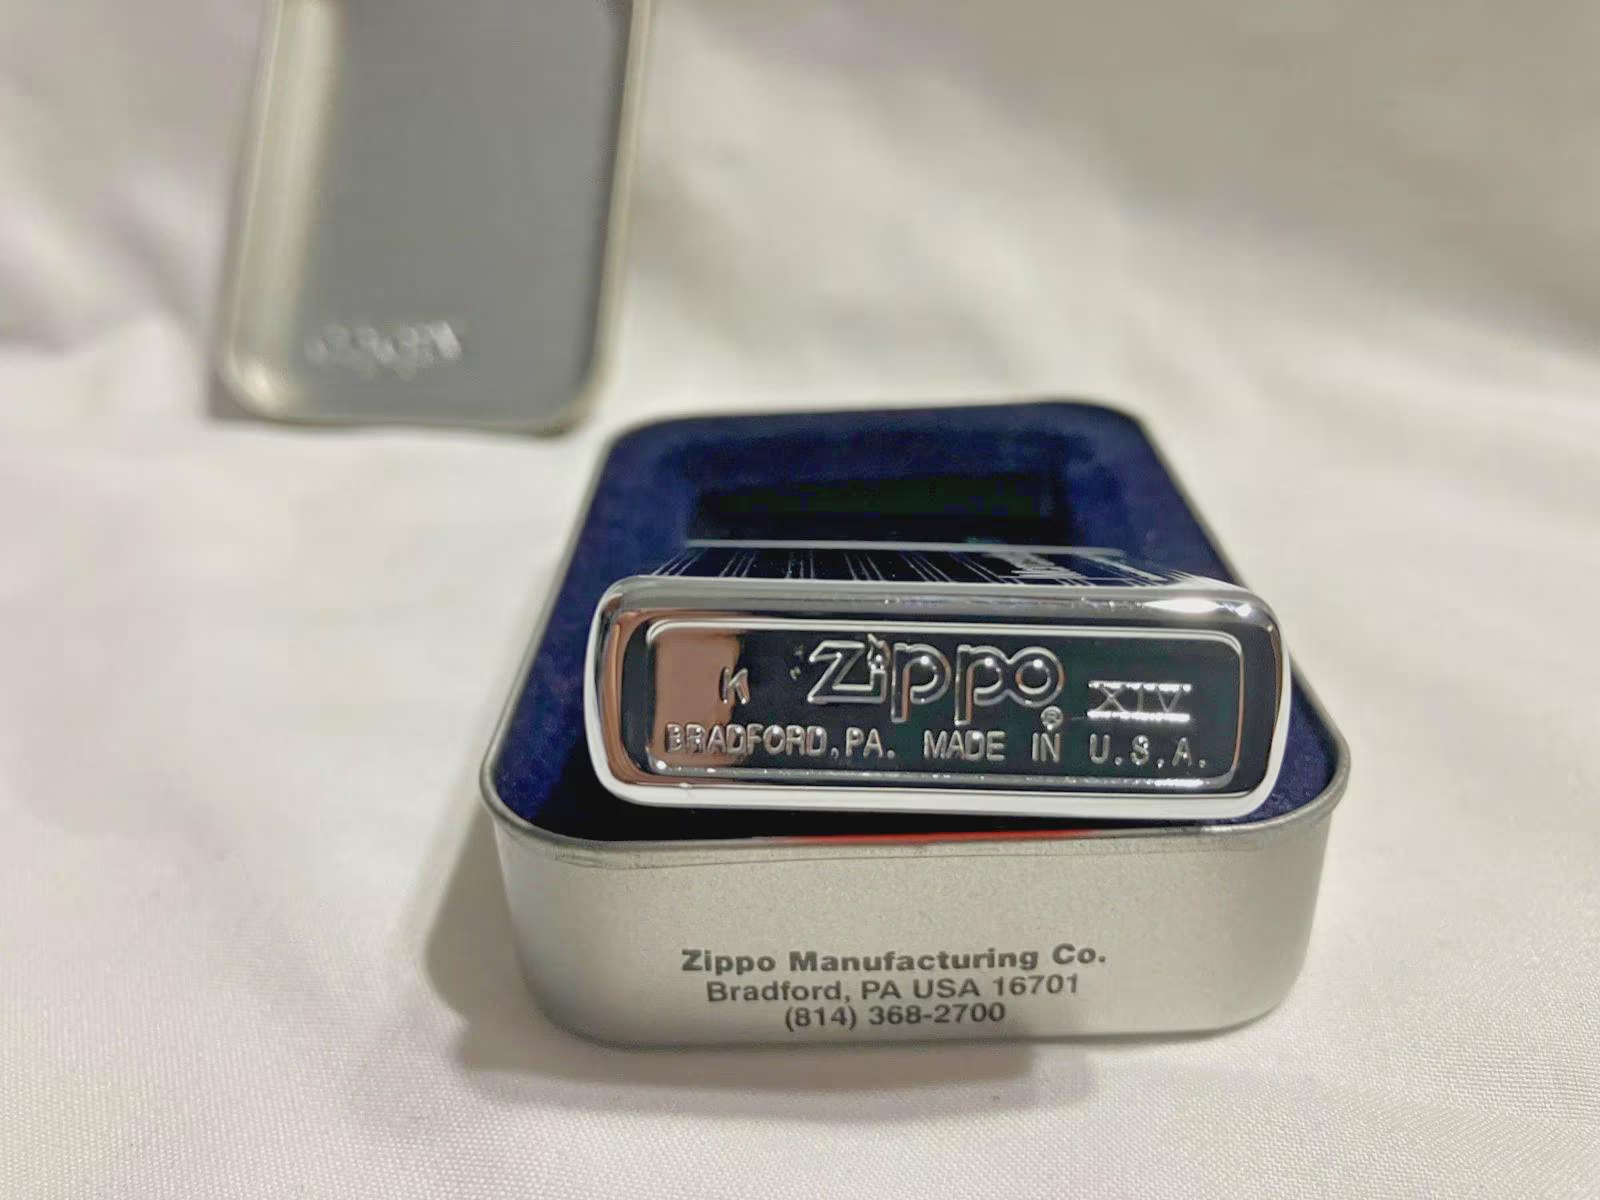 K Zippo® XIV
BRADFORD, PA. MADE IN U.S.A.
Zippo Manufacturing Co.
Bradford, PA USA 16701
(814) 368-2700